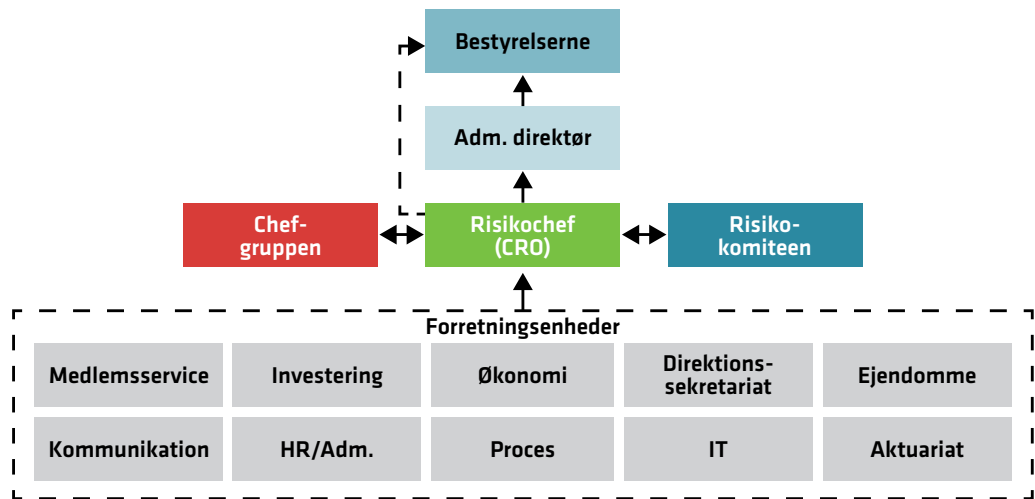 Bestyrelserne
Adm. direktør
Chef-
gruppen
Risikochef
(CRO)
Risiko-
komiteen
Forretningsenheder
Medlemsservice
Investering
Økonomi
Direktions-
sekretariat
Ejendomme
Kommunikation
HR/Adm.
Proces
IT
Aktuariat